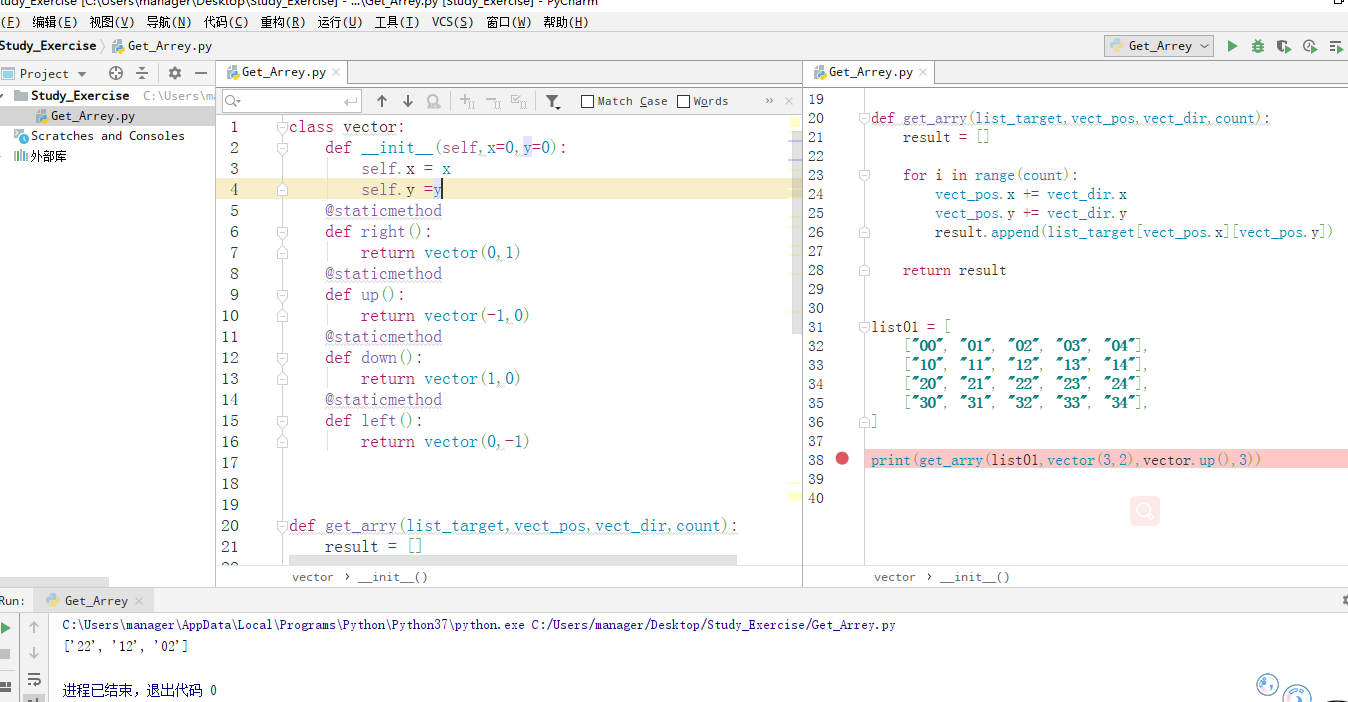 tudy_Exercise [C:\Users\manager\Desktop\Study_Exercise] - ...\Get_Arrey.py [Study_Exercise] - PyCharm
(F) 编辑(E) 视图(V) 导航(N) 代码(C) 重构(R) 运行(U) 工具(T) VCS(S) 窗口(W) 帮助(H)
Study_Exercise Get_Arrey.py Get_Arrey
Project
Study_Exercise C:\Users\ma
Get_Arrey.py
Scratches and Consoles
外部库
Get_Arrey.py
Match Case Words
1 class vector:
2 def __init__(self,x=0,y=0):
3 self.x = x
4 self.y =y
5 @staticmethod
6 def right():
7 return vector(0,1)
8 @staticmethod
9 def up():
10 return vector(-1,0)
11 @staticmethod
12 def down():
13 return vector(1,0)
14 @staticmethod
15 def left():
16 return vector(0,-1)
17
18
19
20 def get_arry(list_target,vect_pos,vect_dir,count):
21 result = []
vector › __init__()
Get_Arrey.py
19
20 def get_arry(list_target,vect_pos,vect_dir,count):
21 result = []
22
23 for i in range(count):
24 vect_pos.x += vect_dir.x
25 vect_pos.y += vect_dir.y
26 result.append(list_target[vect_pos.x][vect_pos.y])
27
28 return result
29
30
31 list01 = [
32 ["00", "01", "02", "03", "04"],
33 ["10", "11", "12", "13", "14"],
34 ["20", "21", "22", "23", "24"],
35 ["30", "31", "32", "33", "34"],
36 ]
37
38 print(get_arry(list01,vector(3,2),vector.up(),3))
39
40
vector › __init__()
Run: Get_Arrey
C:\Users\manager\AppData\Local\Programs\Python\Python37\python.exe C:/Users/manager/Desktop/Study_Exercise/Get_Arrey.py
['22', '12', '02']
进程已结束，退出代码 0